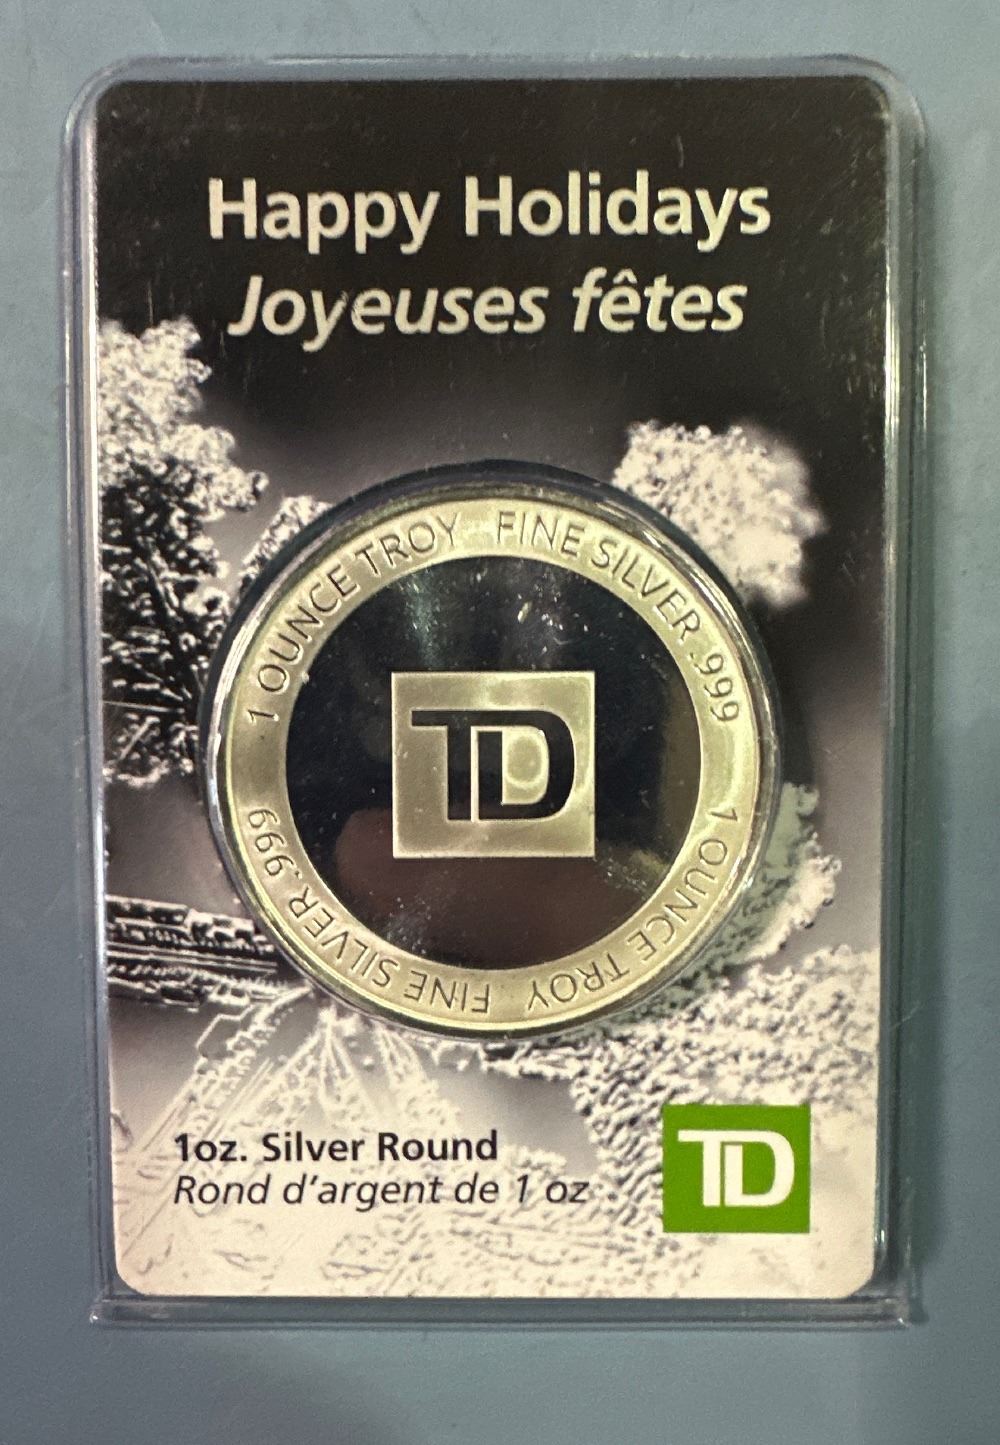 Happy Holidays
Joyeuses fêtes
1 OUNCE TROY FINE SILVER .999
1 OUNCE TROY FINE SILVER .999
TD
1oz. Silver Round
Rond d'argent de 1 oz
TD